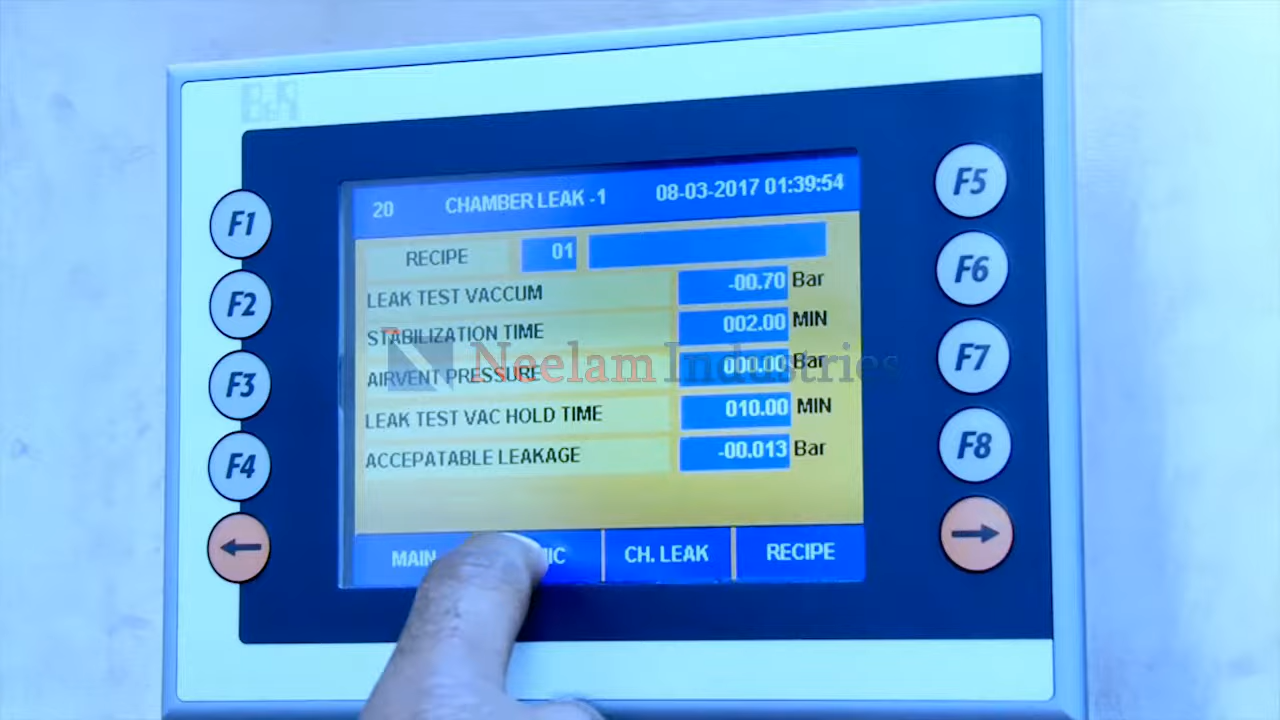 B&R
20 CHAMBER LEAK -1 08-03-2017 01:39:54
RECIPE 01
LEAK TEST VACCUM -00.70 Bar
STABILIZATION TIME 002.00 MIN
AIRVENT PRESSURE 000.00 Bar
LEAK TEST VAC HOLD TIME 010.00 MIN
ACCEPATABLE LEAKAGE -00.013 Bar
MAIN CH. LEAK RECIPE
F1
F2
F3
F4
←
F5
F6
F7
F8
→
Neelam Industries